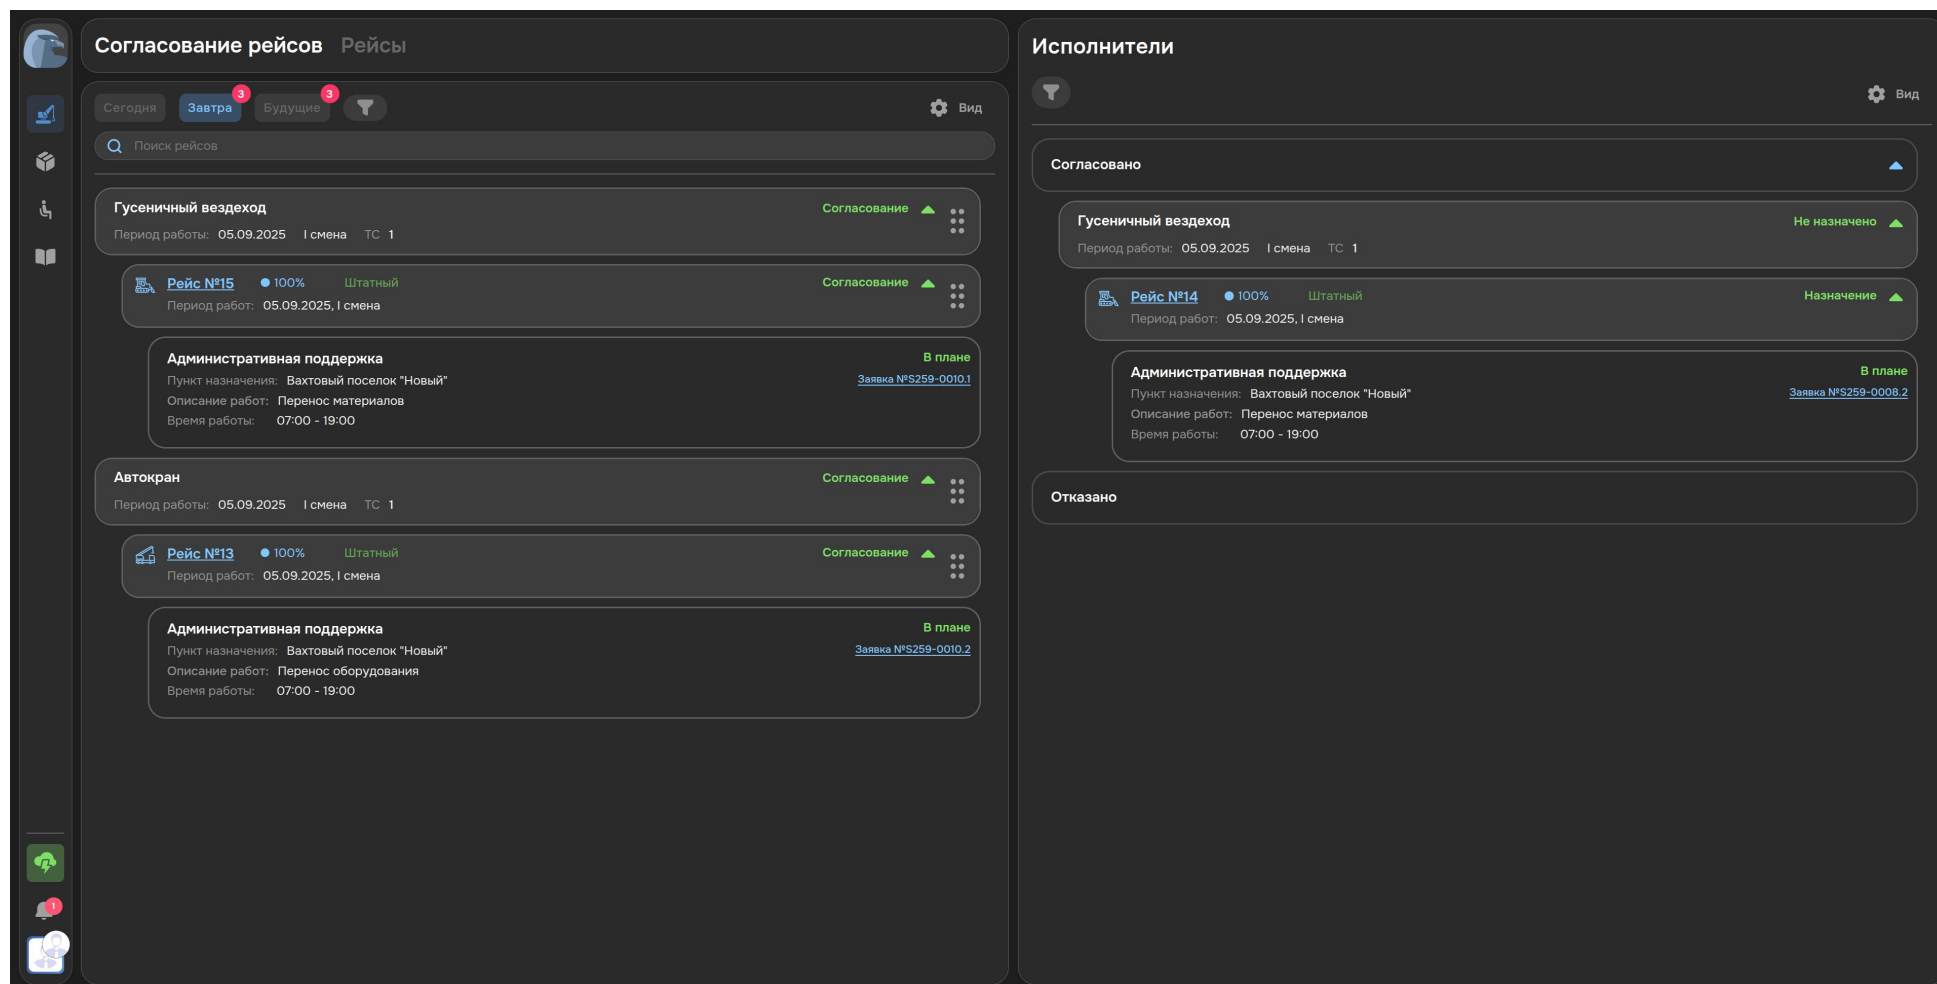 Согласование рейсов Рейсы
Сегодня Завтра 3 Будущие 3 Вид
Поиск рейсов
Гусеничный вездеход Согласование
Период работы: 05.09.2025 I смена ТС 1
Рейс №15 100% Штатный Согласование
Период работ: 05.09.2025, I смена
Административная поддержка В плане
Пункт назначения: Вахтовый поселок "Новый" Заявка №S259-0010.1
Описание работ: Перенос материалов
Время работы: 07:00 - 19:00
Автокран Согласование
Период работы: 05.09.2025 I смена ТС 1
Рейс №13 100% Штатный Согласование
Период работ: 05.09.2025, I смена
Административная поддержка В плане
Пункт назначения: Вахтовый поселок "Новый" Заявка №S259-0010.2
Описание работ: Перенос оборудования
Время работы: 07:00 - 19:00
1
Исполнители
Вид
Согласовано
Гусеничный вездеход Не назначено
Период работы: 05.09.2025 I смена ТС 1
Рейс №14 100% Штатный Назначение
Период работ: 05.09.2025, I смена
Административная поддержка В плане
Пункт назначения: Вахтовый поселок "Новый" Заявка №S259-0008.2
Описание работ: Перенос материалов
Время работы: 07:00 - 19:00
Отказано